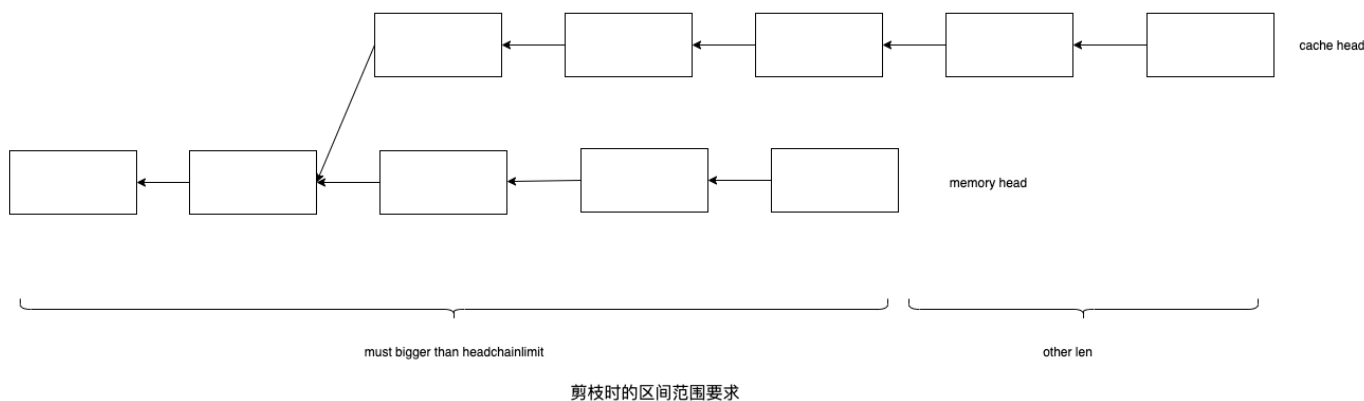 cache head
memory head
must bigger than headchainlimit
other len
剪枝时的区间范围要求